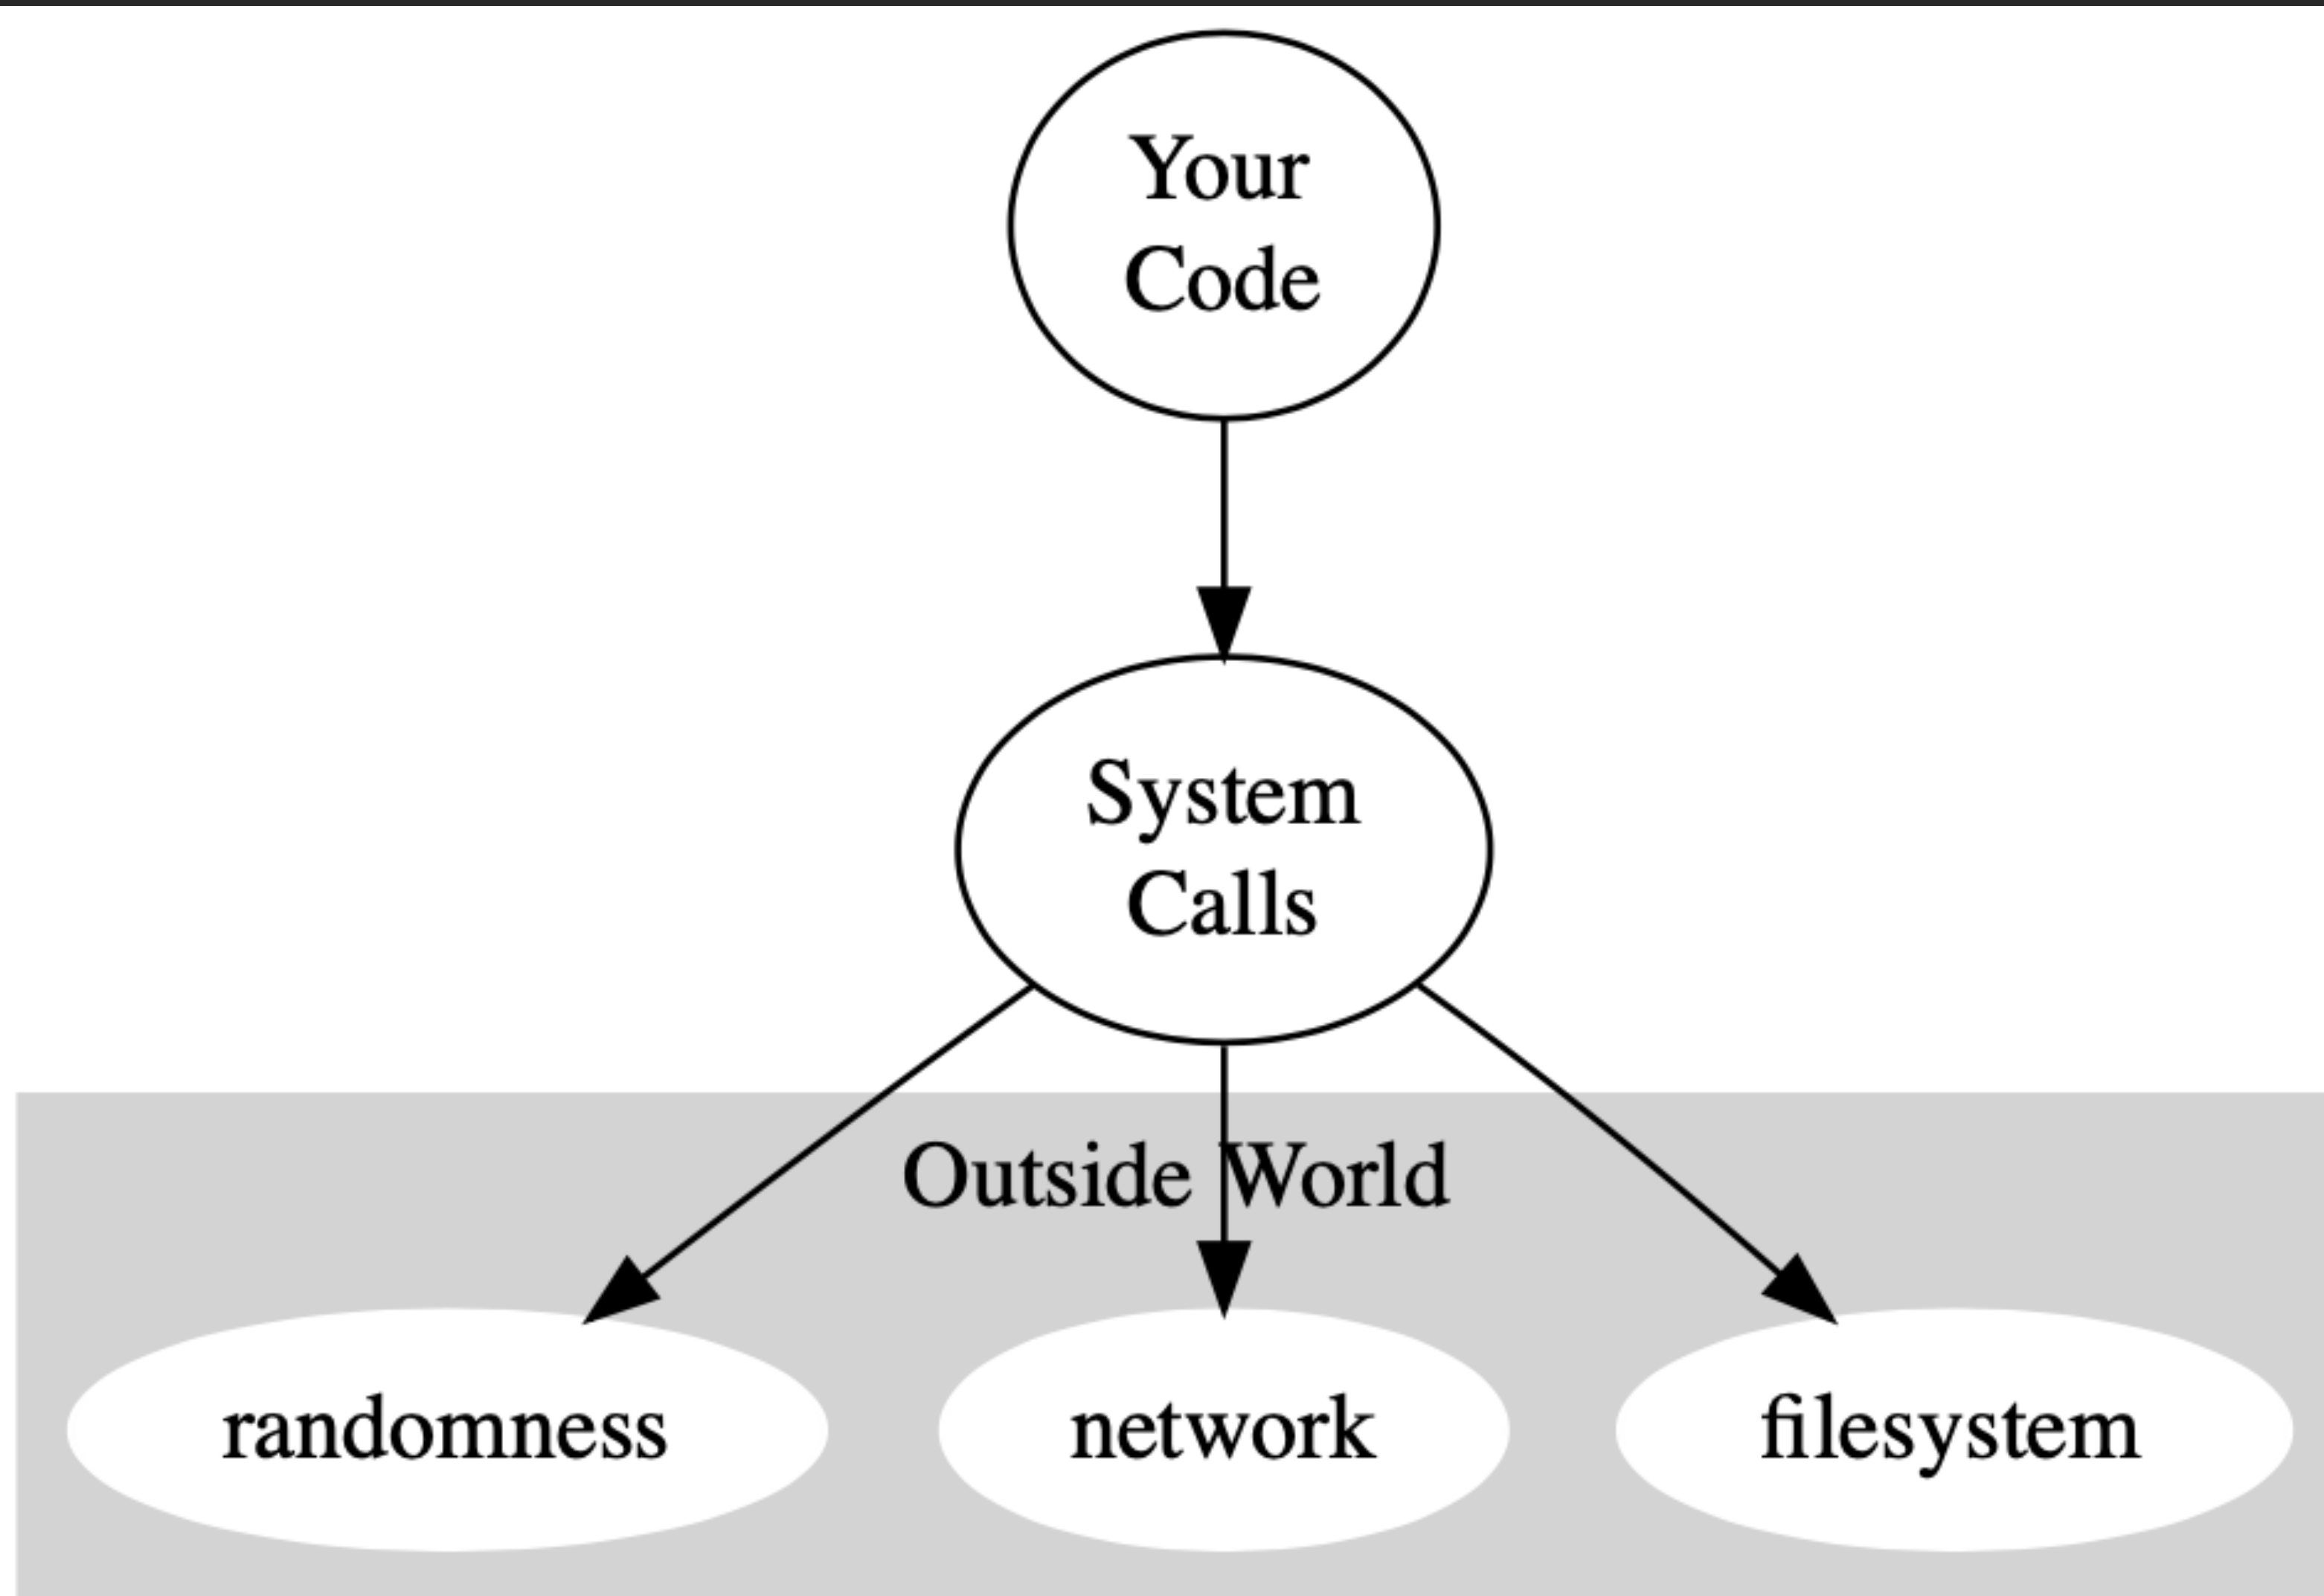 Your
Code
System
Calls
Outside World
randomness
network
filesystem